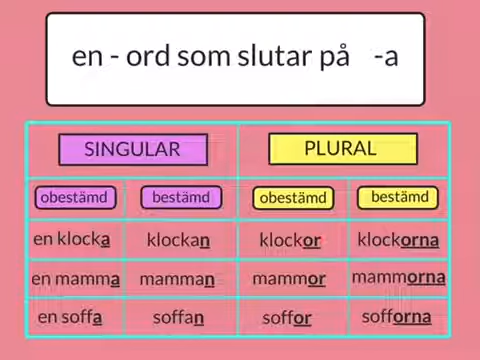 en - ord som slutar på -a
SINGULAR PLURAL
obestämd bestämd obestämd bestämd
en klocka klockan klockor klockorna
en mamma mamman mammor mammorna
en soffa soffan soffor sofforna